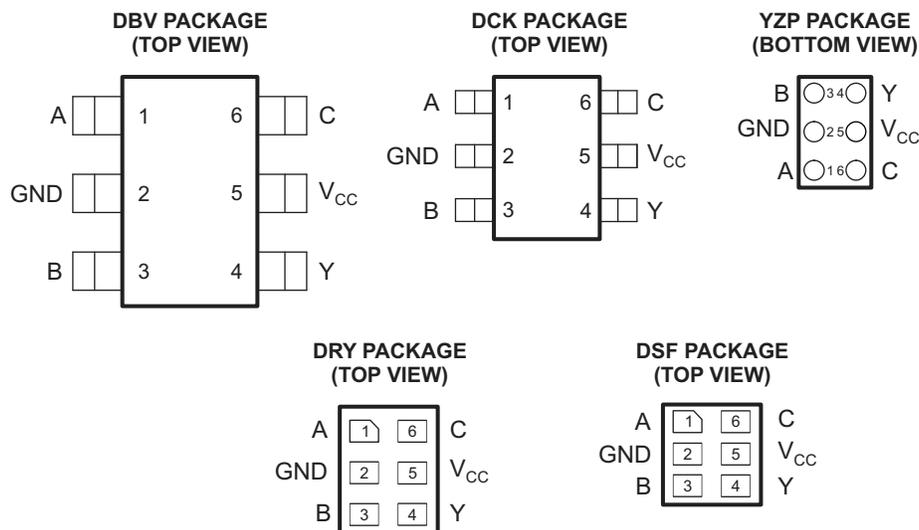 DBV PACKAGE
(TOP VIEW)
A 1 6 C
GND 2 5 VCC
B 3 4 Y
DCK PACKAGE
(TOP VIEW)
A 1 6 C
GND 2 5 VCC
B 3 4 Y
YZP PACKAGE
(BOTTOM VIEW)
B 3 4 Y
GND 2 5 VCC
A 1 6 C
DRY PACKAGE
(TOP VIEW)
A 1 6 C
GND 2 5 VCC
B 3 4 Y
DSF PACKAGE
(TOP VIEW)
A 1 6 C
GND 2 5 VCC
B 3 4 Y